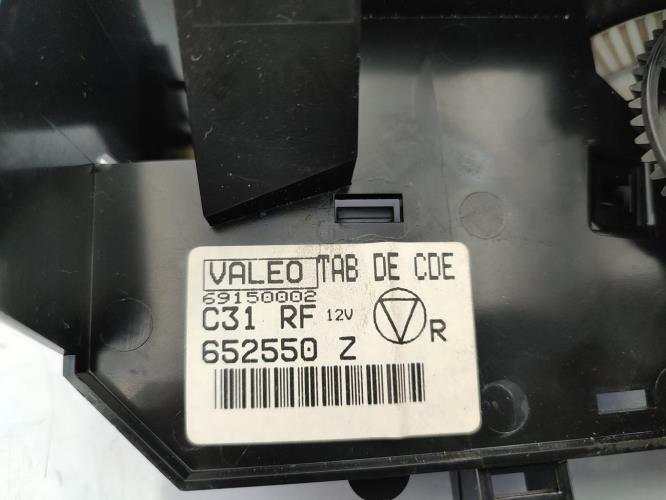 VALEO TAB DE CDE
69150002
C31 RF 12V R
652550 Z